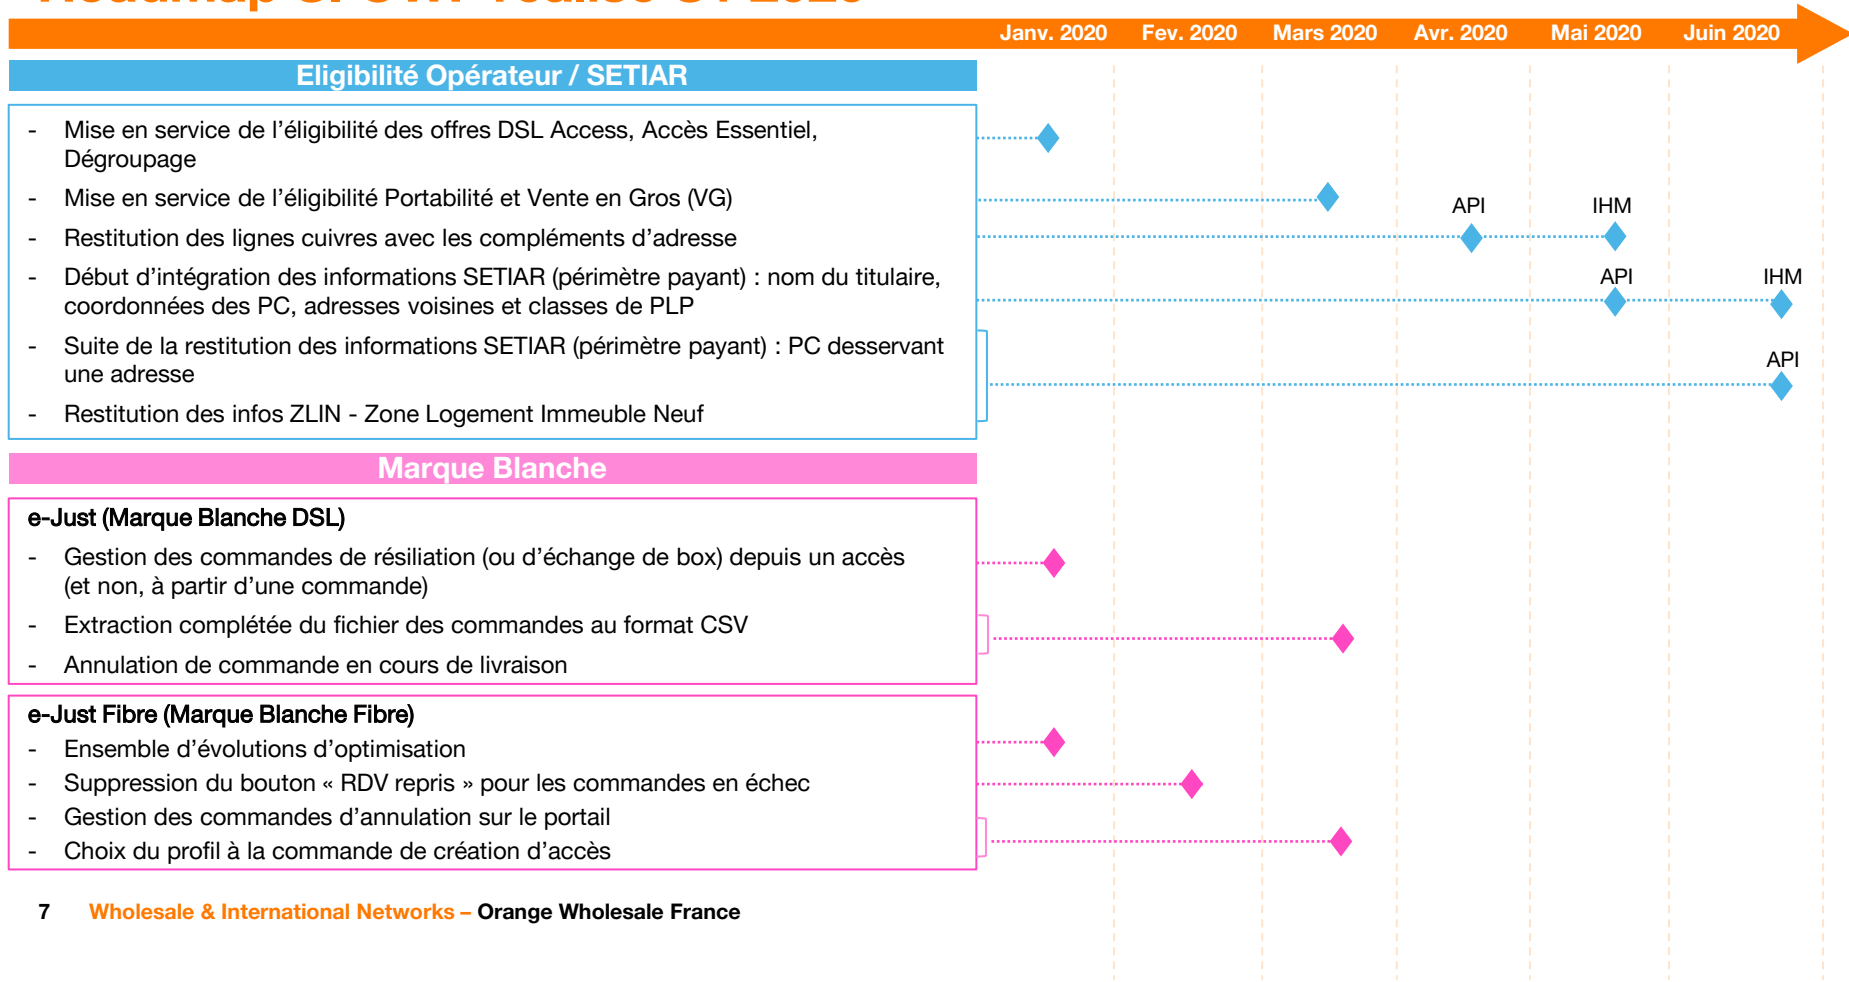 Roadmap
2020
Janv. 2020 Fev. 2020 Mars 2020 Avr. 2020 Mai 2020 Juin 2020
Eligibilité Opérateur / SETIAR
- Mise en service de l’éligibilité des offres DSL Access, Accès Essentiel,
Dégroupage
- Mise en service de l’éligibilité Portabilité et Vente en Gros (VG)
API IHM
- Restitution des lignes cuivres avec les compléments d’adresse
- Début d’intégration des informations SETIAR (périmètre payant) : nom du titulaire,
coordonnées des PC, adresses voisines et classes de PLP
API IHM
- Suite de la restitution des informations SETIAR (périmètre payant) : PC desservant
une adresse
API
- Restitution des infos ZLIN - Zone Logement Immeuble Neuf
Marque Blanche
e-Just (Marque Blanche DSL)
- Gestion des commandes de résiliation (ou d’échange de box) depuis un accès
(et non, à partir d’une commande)
- Extraction complétée du fichier des commandes au format CSV
- Annulation de commande en cours de livraison
e-Just Fibre (Marque Blanche Fibre)
- Ensemble d’évolutions d’optimisation
- Suppression du bouton « RDV repris » pour les commandes en échec
- Gestion des commandes d’annulation sur le portail
- Choix du profil à la commande de création d’accès
7 Wholesale & International Networks – Orange Wholesale France